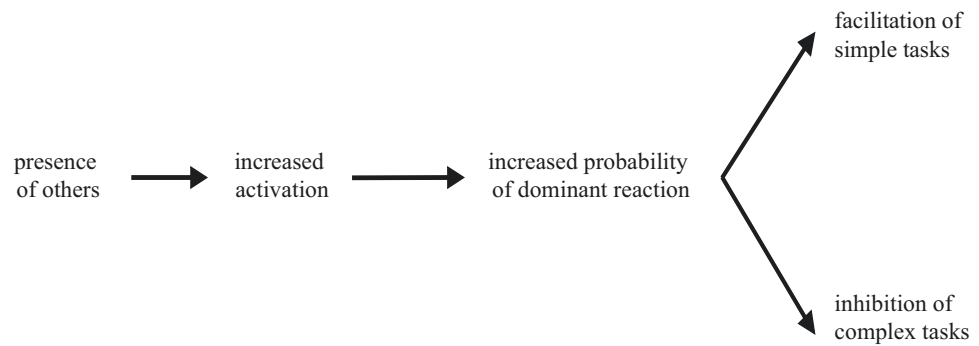 facilitation of
simple tasks
presence
of others
increased
activation
increased probability
of dominant reaction
inhibition of
complex tasks